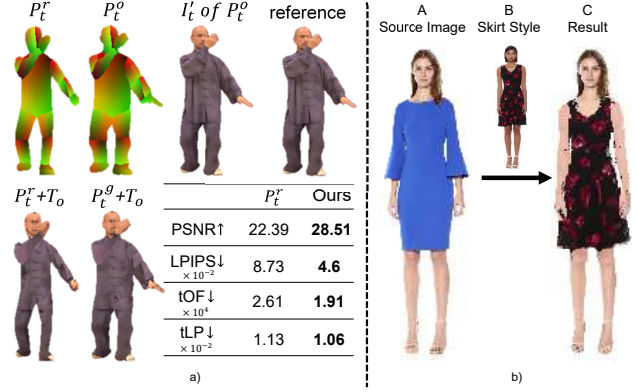 $P_t^r$ $P_t^o$ $I_t'$ of $P_t^o$ reference
$P_t^r$+$T_o$ $P_t^g$+$T_o$
$P_t^r$ Ours
PSNR↑ 22.39 28.51
LPIPS↓ 8.73 4.6
× 10⁻²
tOF↓ 2.61 1.91
× 10⁴
tLP↓ 1.13 1.06
× 10⁻²
a)
A B C
Source Image Skirt Style Result
b)